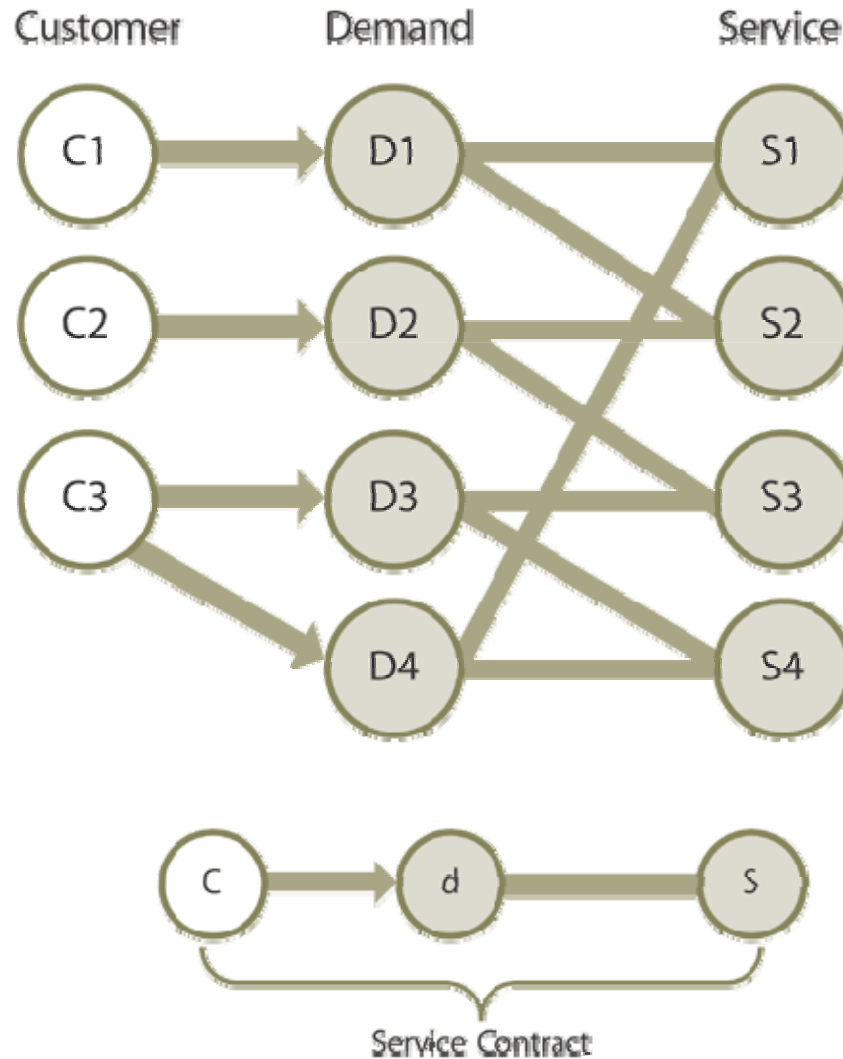 Customer Demand Service
C1 D1 S1
C2 D2 S2
C3 D3 S3
D4 S4
C d S
Service Contract